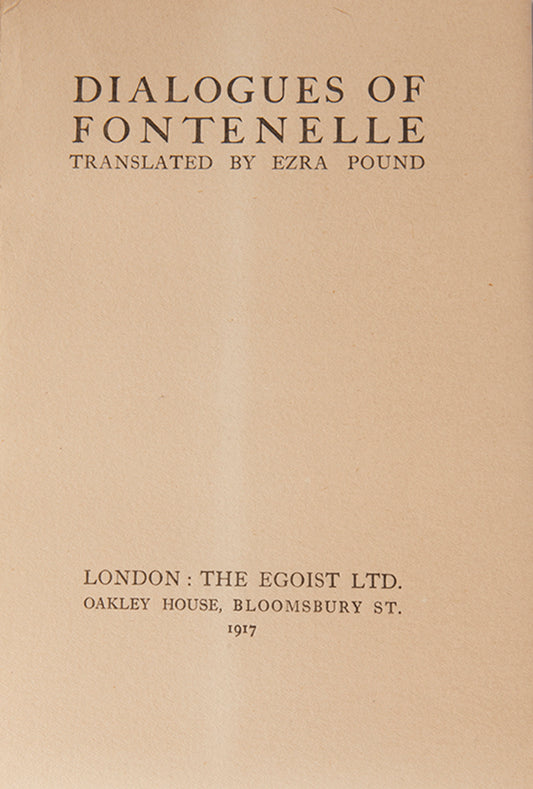 DIALOGUES OF
FONTENELLE
TRANSLATED BY EZRA POUND
LONDON : THE EGOIST LTD.
OAKLEY HOUSE, BLOOMSBURY ST.
1917